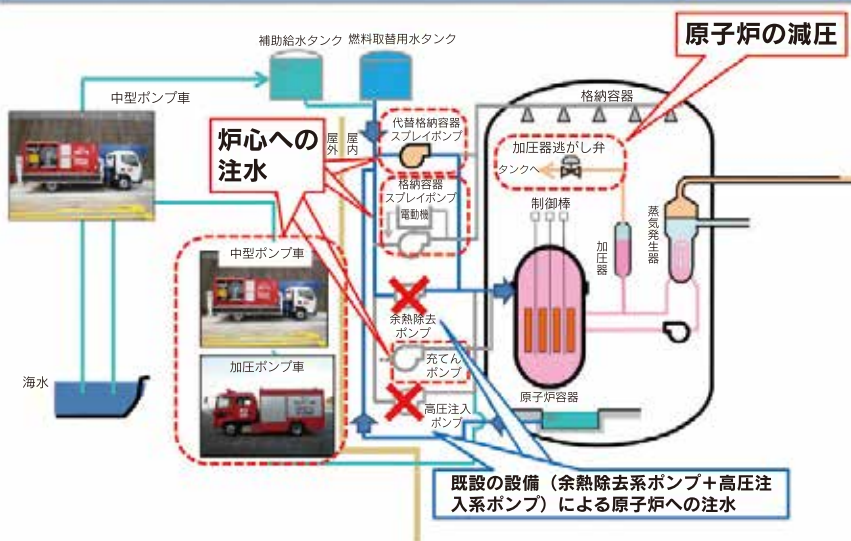 原子炉の減圧
補助給水タンク
燃料取替用水タンク
中型ポンプ車
格納容器
代替格納容器
スプレイポンプ
屋外
屋内
炉心への
注水
加圧器逃がし弁
タンクへ
格納容器
スプレイポンプ
電動機
制御棒
加圧器
蒸気発生器
中型ポンプ車
余熱除去
ポンプ
充てん
ポンプ
加圧ポンプ車
海水
高圧注入
ポンプ
原子炉容器
既設の設備（余熱除去系ポンプ＋高圧注
入系ポンプ）による原子炉への注水